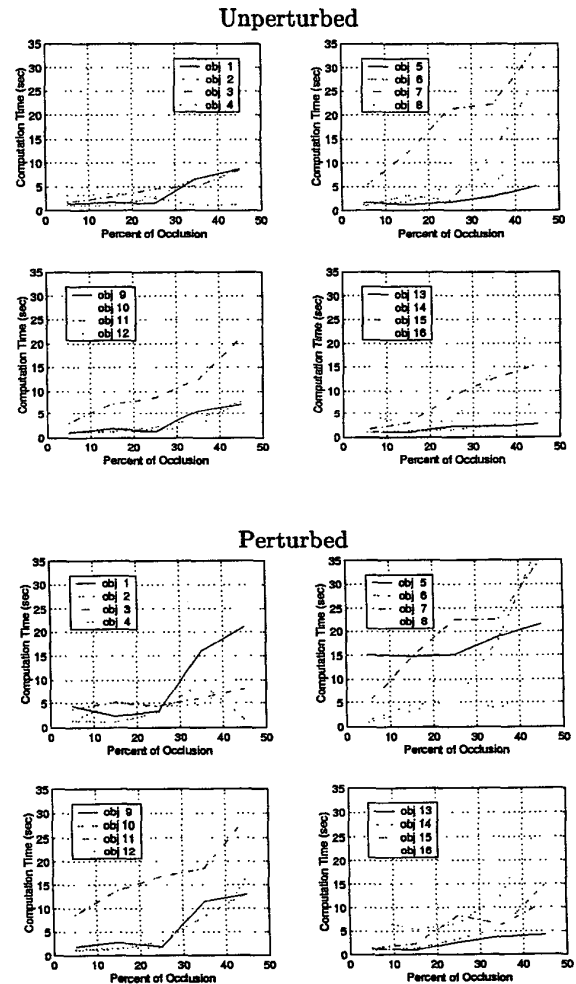 Unperturbed
35
30
25
20
15
10
5
0
0 10 20 30 40 50
Computation Time (sec)
Percent of Occlusion
obj 1
obj 2
obj 3
obj 4
35
30
25
20
15
10
5
0
0 10 20 30 40 50
Computation Time (sec)
Percent of Occlusion
obj 5
obj 6
obj 7
obj 8
35
30
25
20
15
10
5
0
0 10 20 30 40 50
Computation Time (sec)
Percent of Occlusion
obj 9
obj 10
obj 11
obj 12
35
30
25
20
15
10
5
0
0 10 20 30 40 50
Computation Time (sec)
Percent of Occlusion
obj 13
obj 14
obj 15
obj 16
Perturbed
35
30
25
20
15
10
5
0
0 10 20 30 40 50
Computation Time (sec)
Percent of Occlusion
obj 1
obj 2
obj 3
obj 4
35
30
25
20
15
10
5
0
0 10 20 30 40 50
Computation Time (sec)
Percent of Occlusion
obj 5
obj 6
obj 7
obj 8
35
30
25
20
15
10
5
0
0 10 20 30 40 50
Computation Time (sec)
Percent of Occlusion
obj 9
obj 10
obj 11
obj 12
35
30
25
20
15
10
5
0
0 10 20 30 40 50
Computation Time (sec)
Percent of Occlusion
obj 13
obj 14
obj 15
obj 16